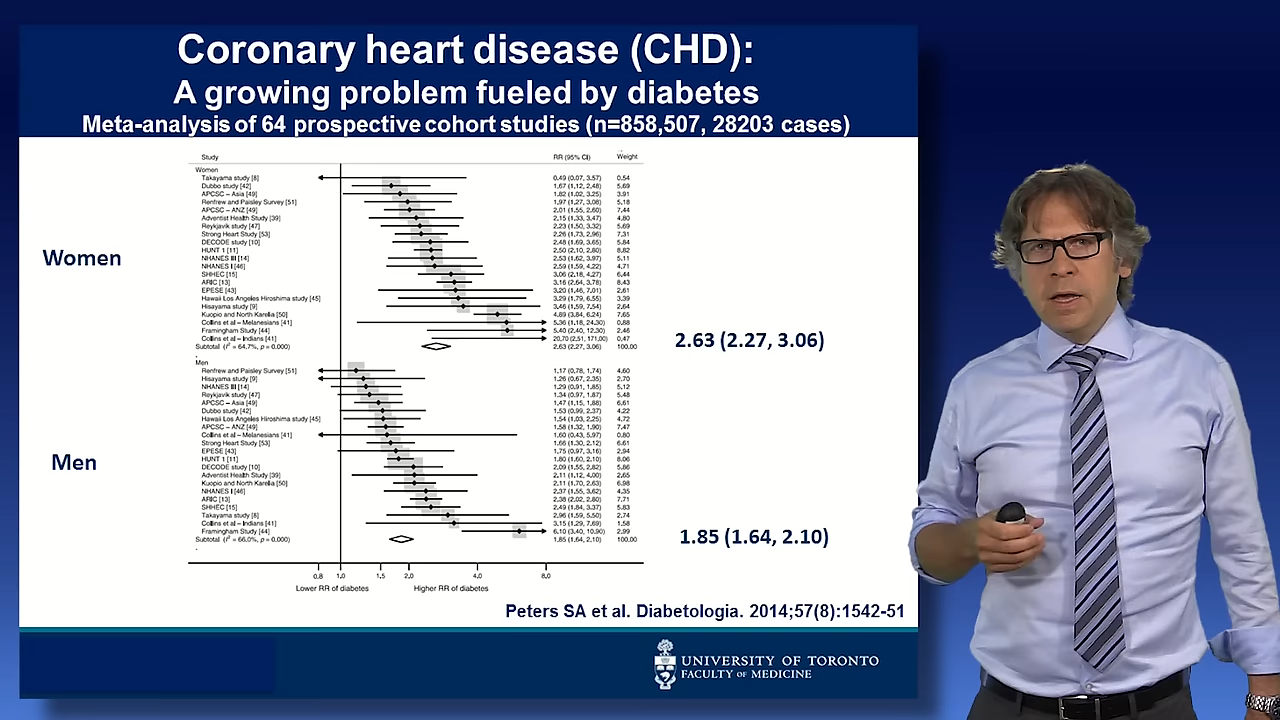 Coronary heart disease (CHD):
A growing problem fueled by diabetes
Meta-analysis of 64 prospective cohort studies (n=858,507, 28203 cases)
Study RR (95% CI) Weight
Women
Takayama study [8] 0.49 (0.07, 3.57) 0.54
Dubbo study [42] 1.67 (1.12, 2.48) 5.69
APCSC – Asia [49] 1.82 (1.02, 3.25) 3.91
Renfrew and Paisley Survey [51] 1.97 (1.27, 3.08) 5.18
APCSC – ANZ [49] 2.01 (1.55, 2.60) 7.44
Adventist Health Study [39] 2.15 (1.33, 3.47) 4.80
Reykjavik study [47] 2.23 (1.50, 3.32) 5.69
Strong Heart Study [53] 2.26 (1.73, 2.96) 7.31
DECODE study [10] 2.48 (1.69, 3.65) 5.84
HUNT 1 [11] 2.50 (2.10, 2.80) 8.82
NHANES III [14] 2.53 (1.62, 3.97) 5.11
NHANES I [46] 2.59 (1.59, 4.22) 4.71
SHHEC [15] 3.06 (2.18, 4.27) 6.44
ARIC [13] 3.16 (2.64, 3.78) 8.43
EPESE [43] 3.20 (1.46, 7.01) 2.61
Hawaii Los Angeles Hiroshima study [45] 3.29 (1.79, 6.55) 3.39
Hisayama study [9] 3.46 (1.59, 7.54) 2.64
Kuopio and North Karelia [50] 4.89 (3.84, 6.24) 7.65
Collins et al – Melanesians [41] 5.36 (1.18, 24.30) 0.88
Framingham Study [44] 5.40 (2.40, 12.30) 2.46
Collins et al – Indians [41] 20.70 (2.51, 171.00) 0.47
Subtotal (I² = 64.7%, p = 0.000) 2.63 (2.27, 3.06) 100.00
Women
2.63 (2.27, 3.06)
Men
Renfrew and Paisley Survey [51] 1.17 (0.78, 1.74) 4.60
Hisayama study [9] 1.26 (0.67, 2.35) 2.70
NHANES III [14] 1.29 (0.91, 1.85) 5.12
Reykjavik study [47] 1.34 (0.97, 1.87) 5.48
APCSC – Asia [49] 1.47 (1.15, 1.88) 6.61
Dubbo study [42] 1.53 (0.99, 2.37) 4.22
Hawaii Los Angeles Hiroshima study [45] 1.54 (1.03, 2.25) 4.72
APCSC – ANZ [49] 1.58 (1.32, 1.90) 7.47
Collins et al – Melanesians [41] 1.60 (0.43, 5.97) 0.80
Strong Heart Study [53] 1.66 (1.30, 2.12) 6.61
EPESE [43] 1.75 (0.97, 3.16) 2.94
HUNT 1 [11] 1.80 (1.60, 2.10) 8.06
DECODE study [10] 2.09 (1.55, 2.82) 5.86
Adventist Health Study [39] 2.11 (1.12, 4.00) 2.65
Kuopio and North Karelia [50] 2.11 (1.70, 2.63) 6.98
NHANES I [46] 2.37 (1.55, 3.62) 4.35
ARIC [13] 2.38 (2.02, 2.80) 7.71
SHHEC [15] 2.49 (1.84, 3.37) 5.83
Takayama study [8] 2.96 (1.59, 5.50) 2.74
Collins et al – Indians [41] 3.15 (1.29, 7.69) 1.58
Framingham Study [44] 6.10 (3.40, 10.90) 2.99
Subtotal (I² = 66.0%, p = 0.000) 1.85 (1.64, 2.10) 100.00
Men
1.85 (1.64, 2.10)
0.8 1.0 1.5 2.0 4.0 8.0
Lower RR of diabetes Higher RR of diabetes
Peters SA et al. Diabetologia. 2014;57(8):1542-51
UNIVERSITY OF TORONTO
FACULTY OF MEDICINE